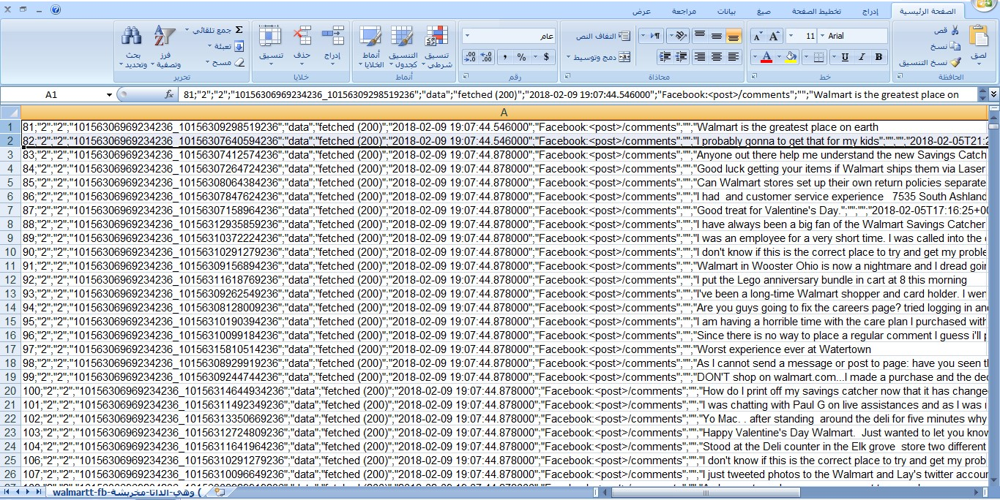 الصفحة الرئيسية
إدراج
تخطيط الصفحة
صيغ
بيانات
مراجعة
عرض
لصق
قص
نسخ
نسخ التنسيق
الحافظة
Arial
11
B I U
خط
التفاف النص
دمج وتوسيط
محاذاة
عام
$ % ,
رقم
تنسيق شرطي
التنسيق كجدول
أنماط الخلايا
أنماط
إدراج
حذف
تنسيق
خلايا
Σ جمع تلقائي
تعبئة
مسح
فرز وتصفية
بحث وتحديد
تحرير
A1
fx
81;"2";"2";"10156306969234236_10156309298519236";"data";"fetched (200)";"2018-02-09 19:07:44.546000";"Facebook:<post>/comments";"";"Walmart is the greatest place on
A
1 81;"2";"2";"10156306969234236_10156309298519236";"data";"fetched (200)";"2018-02-09 19:07:44.546000";"Facebook:<post>/comments";"";"Walmart is the greatest place on earth
2 82;"2";"2";"10156306969234236_10156307640594236";"data";"fetched (200)";"2018-02-09 19:07:44.546000";"Facebook:<post>/comments";"";"I probably gonna to get that for my kids";"";"";"2018-02-05T21:2
3 83;"2";"2";"10156306969234236_10156307412574236";"data";"fetched (200)";"2018-02-09 19:07:44.878000";"Facebook:<post>/comments";"";"Anyone out there help me understand the new Savings Catch
4 84;"2";"2";"10156306969234236_10156307264724236";"data";"fetched (200)";"2018-02-09 19:07:44.878000";"Facebook:<post>/comments";"";"Good luck getting your items if Walmart ships them via Laser
5 85;"2";"2";"10156306969234236_10156308064384236";"data";"fetched (200)";"2018-02-09 19:07:44.878000";"Facebook:<post>/comments";"";"Can Walmart stores set up their own return policies separate
6 86;"2";"2";"10156306969234236_10156307847624236";"data";"fetched (200)";"2018-02-09 19:07:44.878000";"Facebook:<post>/comments";"";"I had  and customer service experience   7535 South Ashland
7 87;"2";"2";"10156306969234236_10156307158964236";"data";"fetched (200)";"2018-02-09 19:07:44.878000";"Facebook:<post>/comments";"";"Good treat for Valentine's Day.";"";"";"2018-02-05T17:16:25+00
8 88;"2";"2";"10156306969234236_10156312935859236";"data";"fetched (200)";"2018-02-09 19:07:44.878000";"Facebook:<post>/comments";"";"I have always been a big fan of the Walmart Savings Catcher
9 89;"2";"2";"10156306969234236_10156310372224236";"data";"fetched (200)";"2018-02-09 19:07:44.878000";"Facebook:<post>/comments";"";"I was an employee for a very short time. I was called into the
10 90;"2";"2";"10156306969234236_10156310291279236";"data";"fetched (200)";"2018-02-09 19:07:44.878000";"Facebook:<post>/comments";"";"I don't know if this is the correct place to try and get my proble
11 91;"2";"2";"10156306969234236_10156309156894236";"data";"fetched (200)";"2018-02-09 19:07:44.878000";"Facebook:<post>/comments";"";"Walmart in Wooster Ohio is now a nightmare and I dread goin
12 92;"2";"2";"10156306969234236_10156311618769236";"data";"fetched (200)";"2018-02-09 19:07:44.878000";"Facebook:<post>/comments";"";"I put the Lego anniversary bundle in cart at 8 this morning
13 93;"2";"2";"10156306969234236_10156309262549236";"data";"fetched (200)";"2018-02-09 19:07:44.878000";"Facebook:<post>/comments";"";"I've been a long-time Walmart shopper and card holder. I wen
14 94;"2";"2";"10156306969234236_10156308128009236";"data";"fetched (200)";"2018-02-09 19:07:44.878000";"Facebook:<post>/comments";"";"Are you guys going to fix the careers page? tried logging in an
15 95;"2";"2";"10156306969234236_10156310190394236";"data";"fetched (200)";"2018-02-09 19:07:44.878000";"Facebook:<post>/comments";"";"I am having a horrible time with the care plan I purchased with
16 96;"2";"2";"10156306969234236_10156310099184236";"data";"fetched (200)";"2018-02-09 19:07:44.878000";"Facebook:<post>/comments";"";"Since there is no way to place a regular comment I guess i'll
17 97;"2";"2";"10156306969234236_10156315810514236";"data";"fetched (200)";"2018-02-09 19:07:44.878000";"Facebook:<post>/comments";"";"Worst experience ever at Watertown
18 98;"2";"2";"10156306969234236_10156308929919236";"data";"fetched (200)";"2018-02-09 19:07:44.878000";"Facebook:<post>/comments";"";"As I cannot send a message or post to page: have you seen t
19 99;"2";"2";"10156306969234236_10156309244744236";"data";"fetched (200)";"2018-02-09 19:07:44.878000";"Facebook:<post>/comments";"";"DON'T shop on walmart.com...I made a purchase and the dec
20 100;"2";"2";"10156306969234236_10156314644934236";"data";"fetched (200)";"2018-02-09 19:07:44.878000";"Facebook:<post>/comments";"";"How do I print off my savings catcher now that it has change
21 101;"2";"2";"10156306969234236_10156311492349236";"data";"fetched (200)";"2018-02-09 19:07:44.878000";"Facebook:<post>/comments";"";"I was chatting with Paul G on live assistances and as I was
22 102;"2";"2";"10156306969234236_10156313350669236";"data";"fetched (200)";"2018-02-09 19:07:44.878000";"Facebook:<post>/comments";"";"Yo Mac. . after standing  around the deli for five minutes why
23 103;"2";"2";"10156306969234236_10156312724809236";"data";"fetched (200)";"2018-02-09 19:07:44.878000";"Facebook:<post>/comments";"";"Happy Valentine's Day Walmart.  Just wanted to let you know
24 104;"2";"2";"10156306969234236_10156311641964236";"data";"fetched (200)";"2018-02-09 19:07:44.878000";"Facebook:<post>/comments";"";"Stood at the Deli counter in the Elk grove  store two different
25 106;"2";"2";"10156306969234236_10156310291279236";"data";"fetched (200)";"2018-02-09 19:07:44.878000";"Facebook:<post>/comments";"";"I don't know if this is the correct place to try and get my prob
26 107;"2";"2";"10156306969234236_10156310096649236";"data";"fetched (200)";"2018-02-09 19:07:44.878000";"Facebook:<post>/comments";"";"I just tweeted photos to the Walmart and Lay's twitter accour
walmartt-fb-وهي-الداتا-مخربشة (